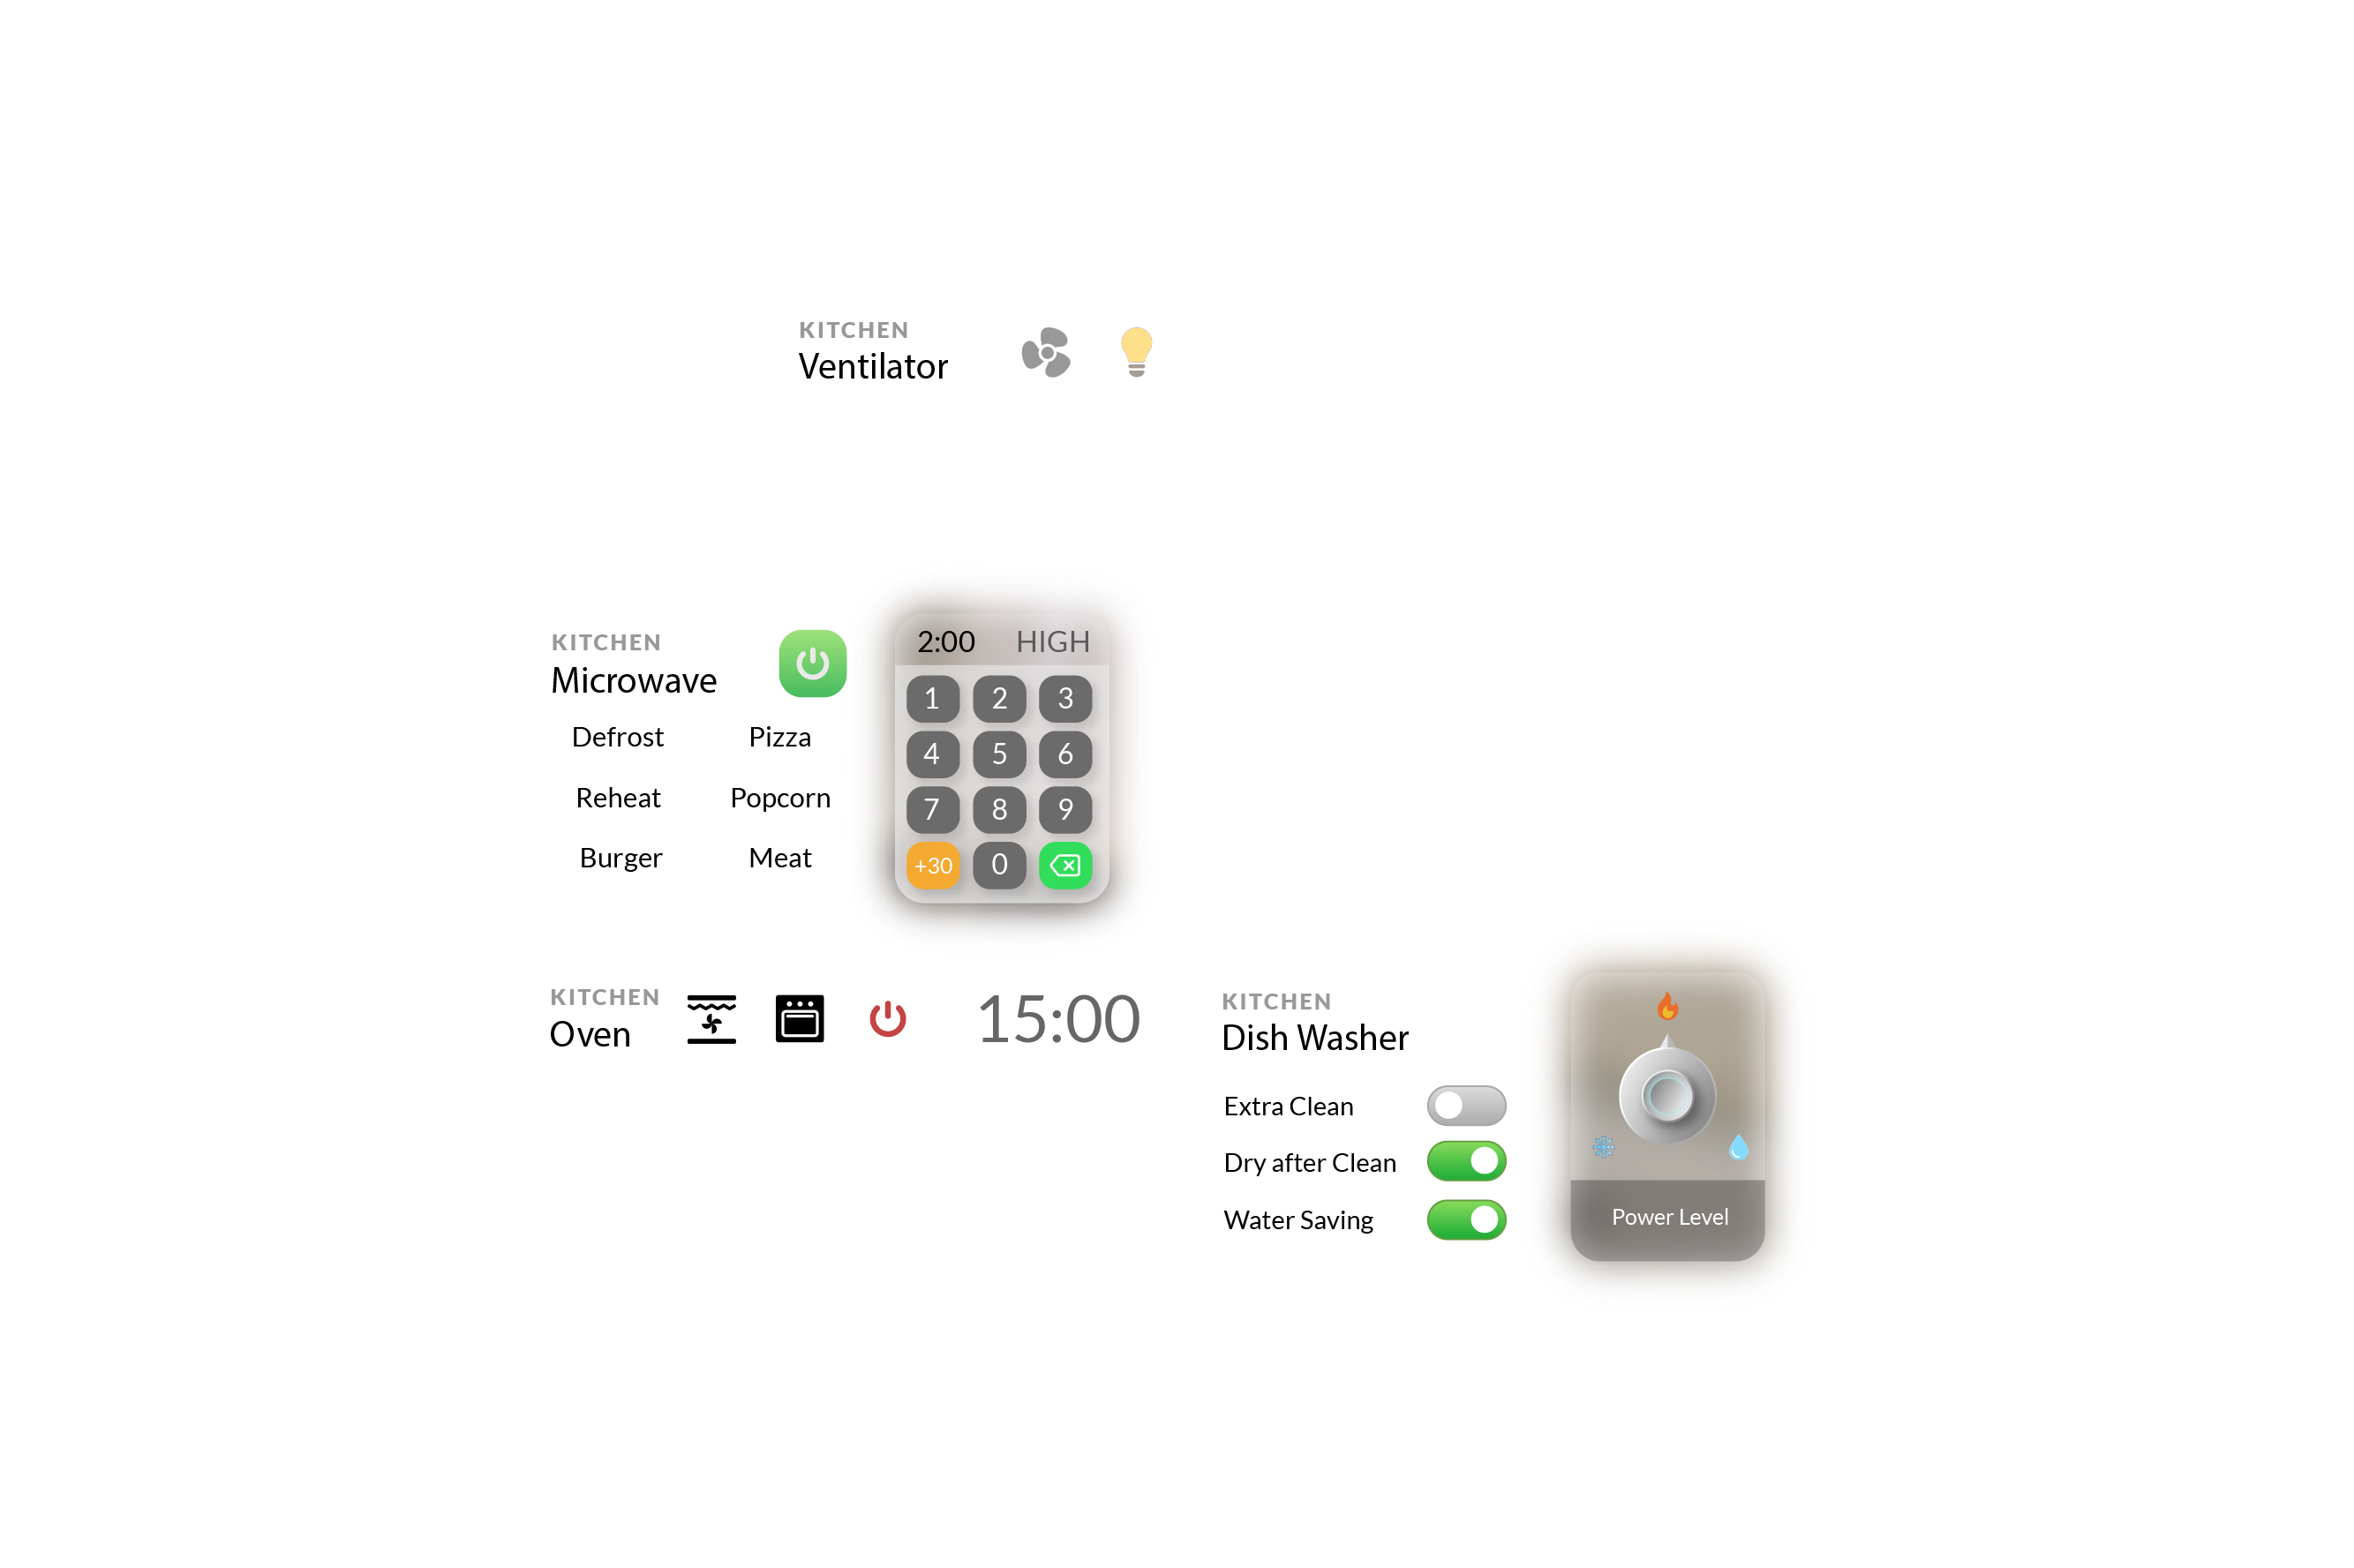 KITCHEN
Ventilator
KITCHEN
Microwave
Defrost Pizza
Reheat Popcorn
Burger Meat
2:00 HIGH
1 2 3
4 5 6
7 8 9
+30 0
KITCHEN
Oven
15:00
KITCHEN
Dish Washer
Extra Clean
Dry after Clean
Water Saving
Power Level